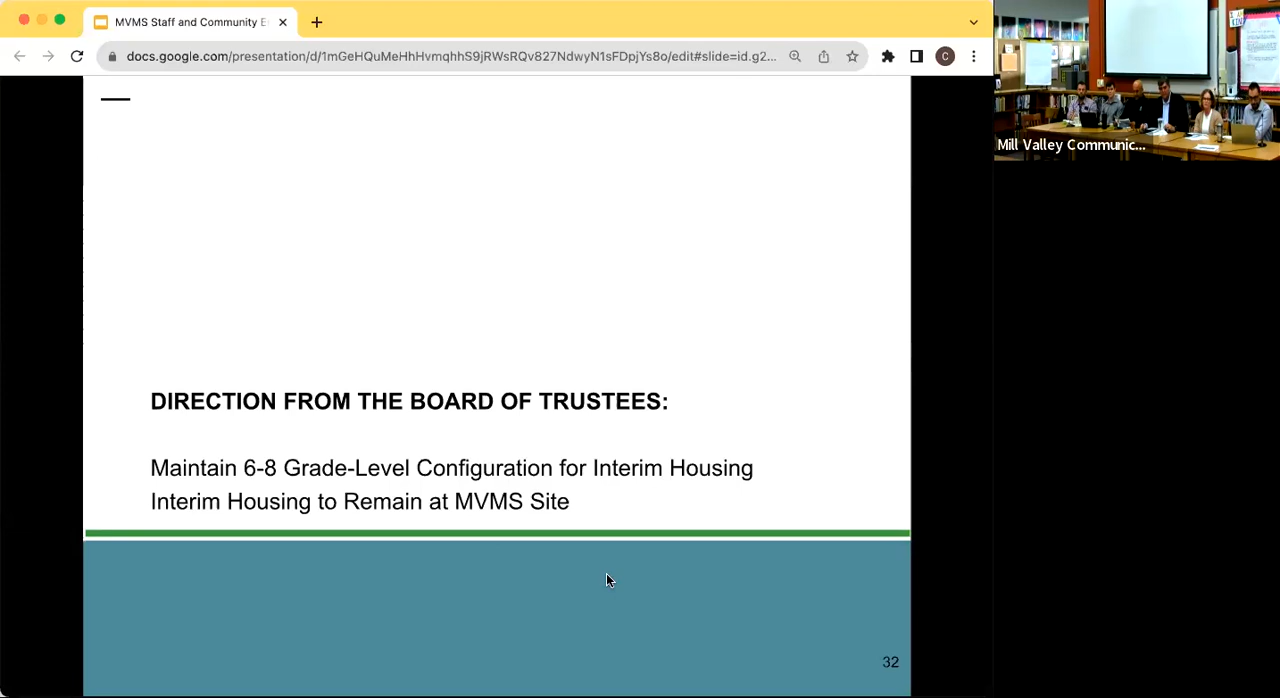 MVMS Staff and Community E
docs.google.com/presentation/d/1mGeHQuMeHhHvmqhhS9jRWsRQv827NdwyN1sFDpjYs8o/edit#slide=id.g2...
C
Mill Valley Communic...
DIRECTION FROM THE BOARD OF TRUSTEES:
Maintain 6-8 Grade-Level Configuration for Interim Housing
Interim Housing to Remain at MVMS Site
32